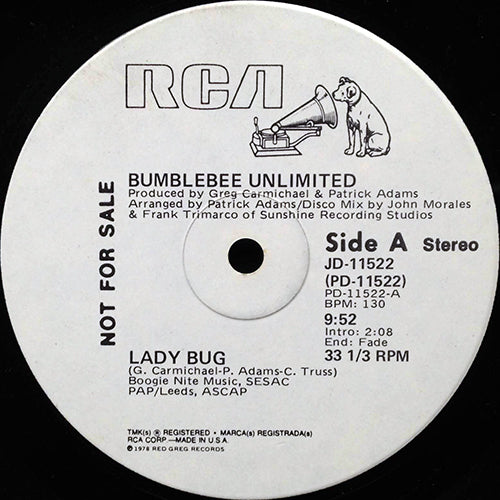 RCA
BUMBLEBEE UNLIMITED
Produced by Greg Carmichael & Patrick Adams
Arranged by Patrick Adams/Disco Mix by John Morales
& Frank Trimarco of Sunshine Recording Studios
NOT FOR SALE
Side A Stereo
JD-11522
(PD-11522)
PD-11522-A
BPM: 130
9:52
Intro: 2:08
End: Fade
33 1/3 RPM
LADY BUG
(G. Carmichael-P. Adams-C. Truss)
Boogie Nite Music, SESAC
PAP/Leeds, ASCAP
TMK(s) ® REGISTERED • MARCA(s) REGISTRADA(s)
RCA CORP—MADE IN U.S.A.
℗ 1978 RED GREG RECORDS